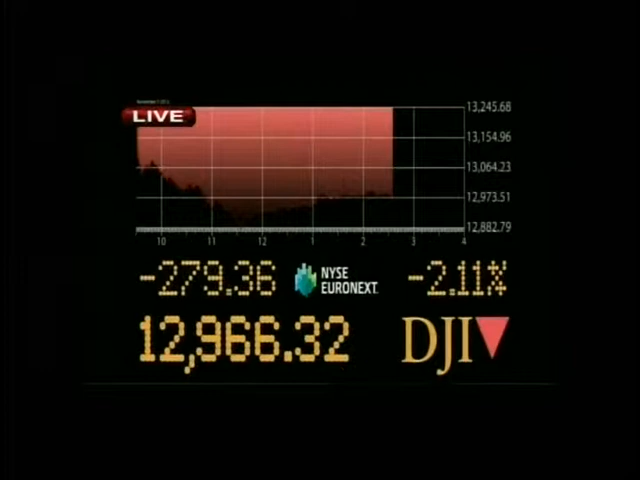 LIVE
13,245.68
13,154.96
13,064.23
12,973.51
12,882.79
10 11 12 1 2 3 4
-279.36 NYSE EURONEXT -2.11%
12,966.32 DJI